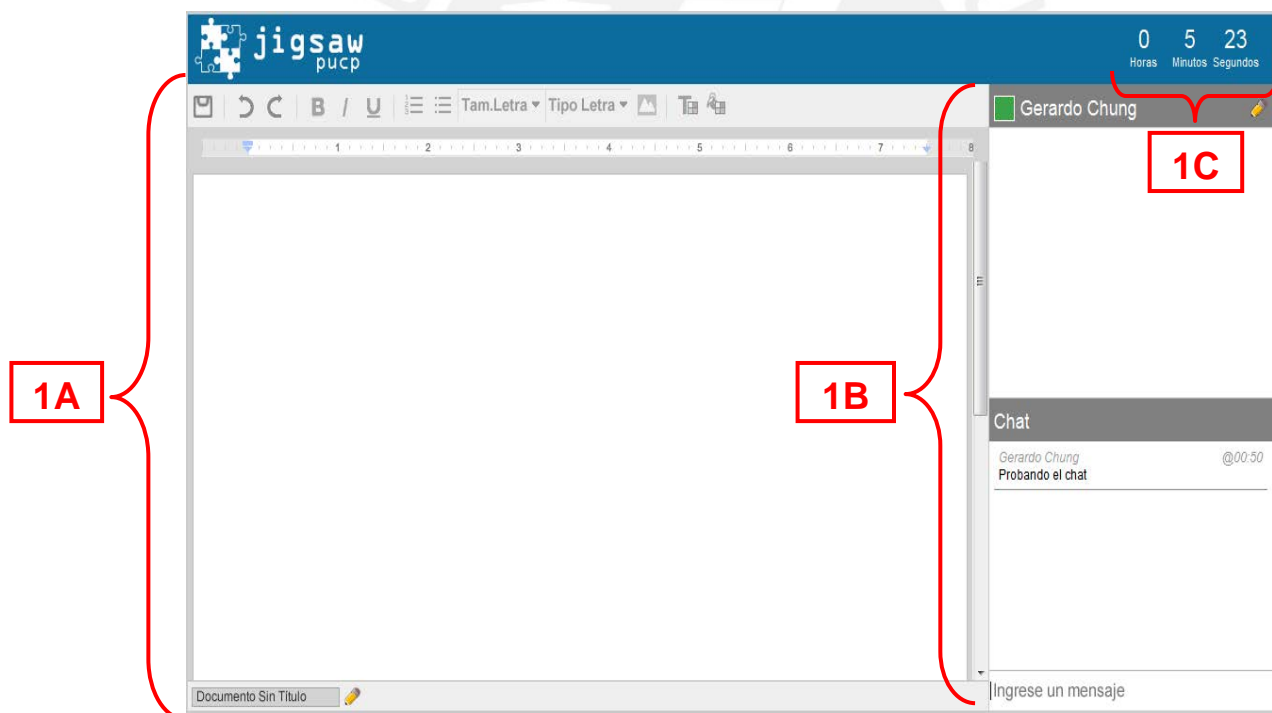 jigsaw
pucp
0 5 23
Horas Minutos Segundos
B I U Tam.Letra Tipo Letra
Gerardo Chung
1 2 3 4 5 6 7 8
1C
1A
1B
Chat
Gerardo Chung @00:50
Probando el chat
Documento Sin Título
Ingrese un mensaje